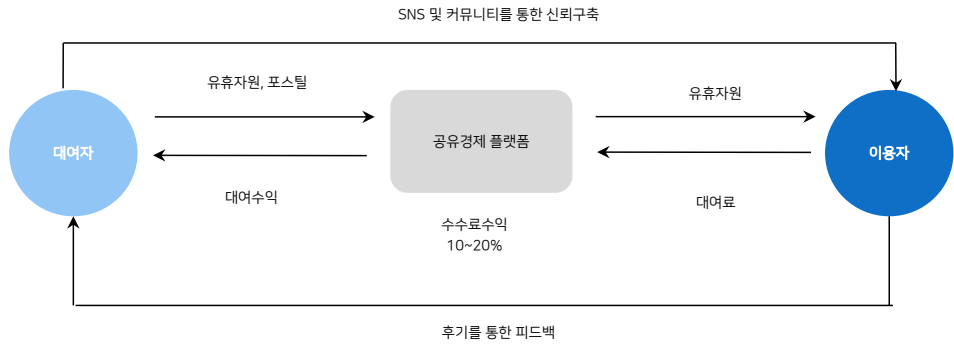 SNS 및 커뮤니티를 통한 신뢰구축
유휴자원, 포스틸
유휴자원
대여자
공유경제 플랫폼
이용자
대여수익
대여료
수수료수익
10~20%
후기를 통한 피드백